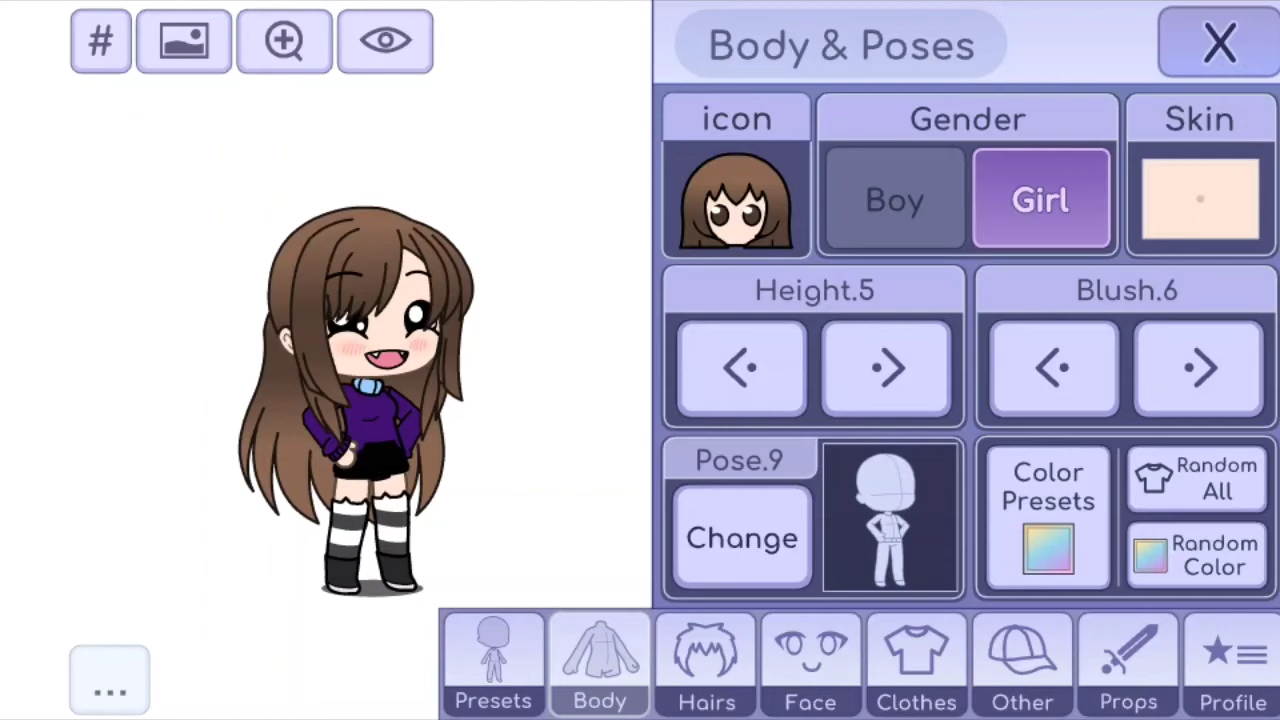 #
Body & Poses
X
icon
Gender
Skin
Boy
Girl
Height.5
Blush.6
Pose.9
Change
Color
Presets
Random
All
Random
Color
...
Presets
Body
Hairs
Face
Clothes
Other
Props
Profile